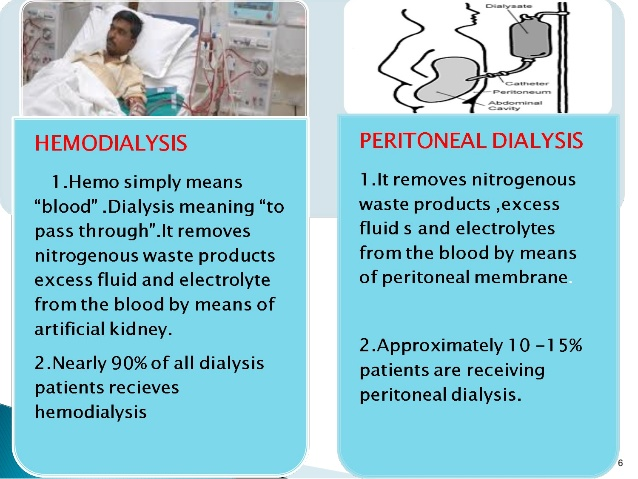 Dialysate
Catheter
Peritoneum
Abdominal
Cavity
HEMODIALYSIS
1.Hemo simply means
“blood” .Dialysis meaning “to
pass through”.It removes
nitrogenous waste products
excess fluid and electrolyte
from the blood by means of
artificial kidney.
2.Nearly 90% of all dialysis
patients recieves
hemodialysis
PERITONEAL DIALYSIS
1.It removes nitrogenous
waste products ,excess
fluid s and electrolytes
from the blood by means
of peritoneal membrane.
2.Approximately 10 -15%
patients are receiving
peritoneal dialysis.
6